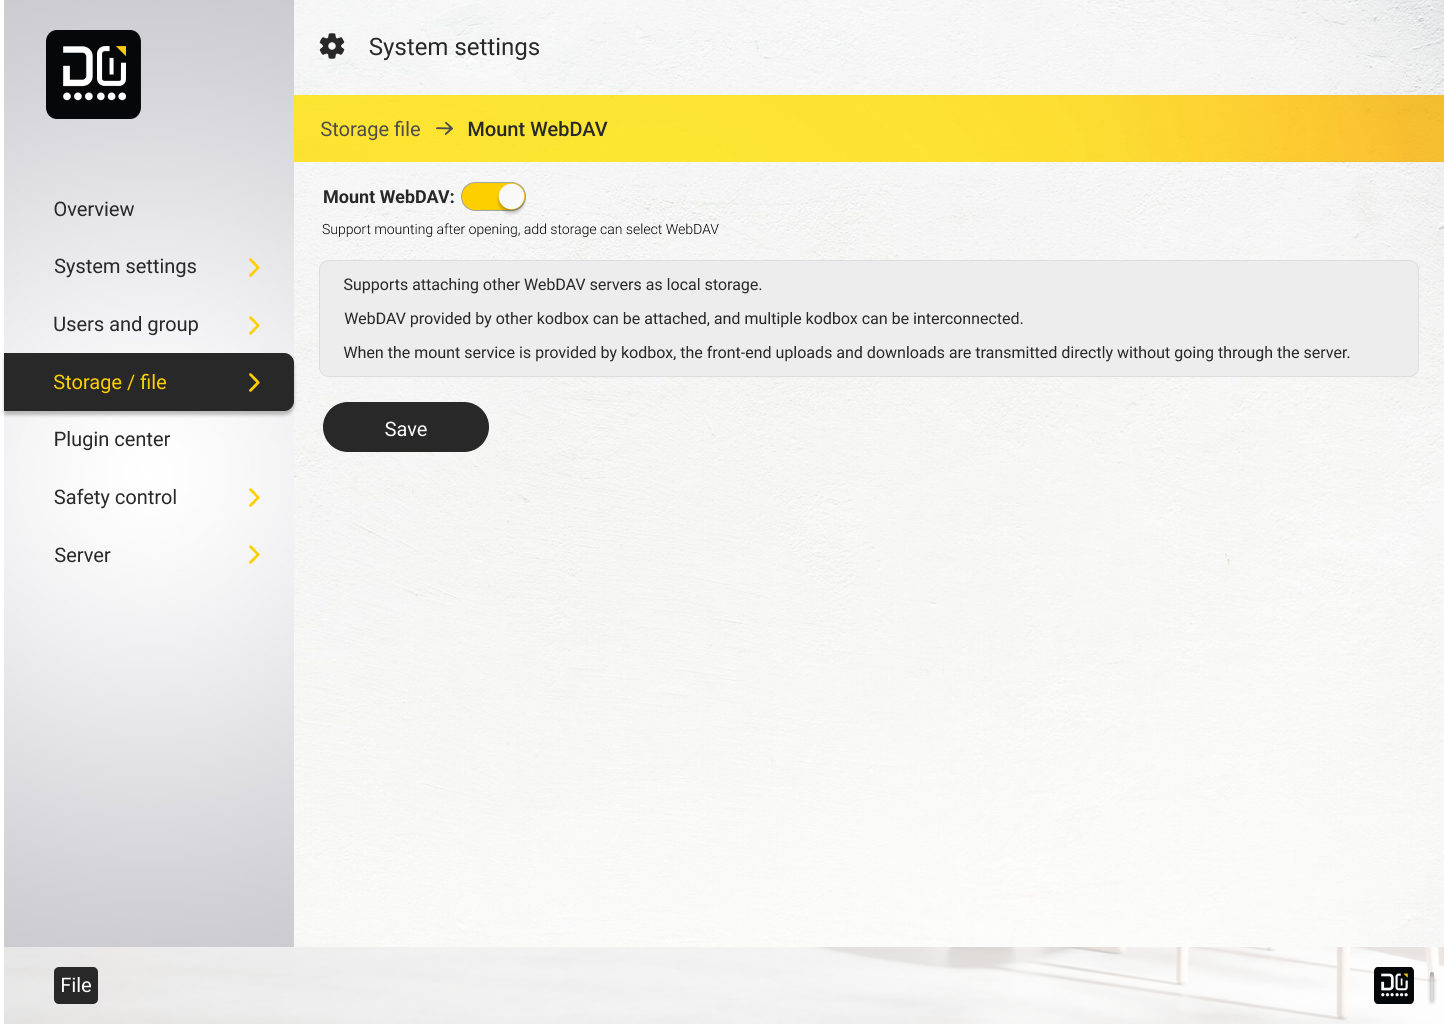 System settings
Storage file → Mount WebDAV
Overview
System settings
Users and group
Storage / file
Plugin center
Safety control
Server
Mount WebDAV:
Support mounting after opening, add storage can select WebDAV
Supports attaching other WebDAV servers as local storage.
WebDAV provided by other kodbox can be attached, and multiple kodbox can be interconnected.
When the mount service is provided by kodbox, the front-end uploads and downloads are transmitted directly without going through the server.
Save
File